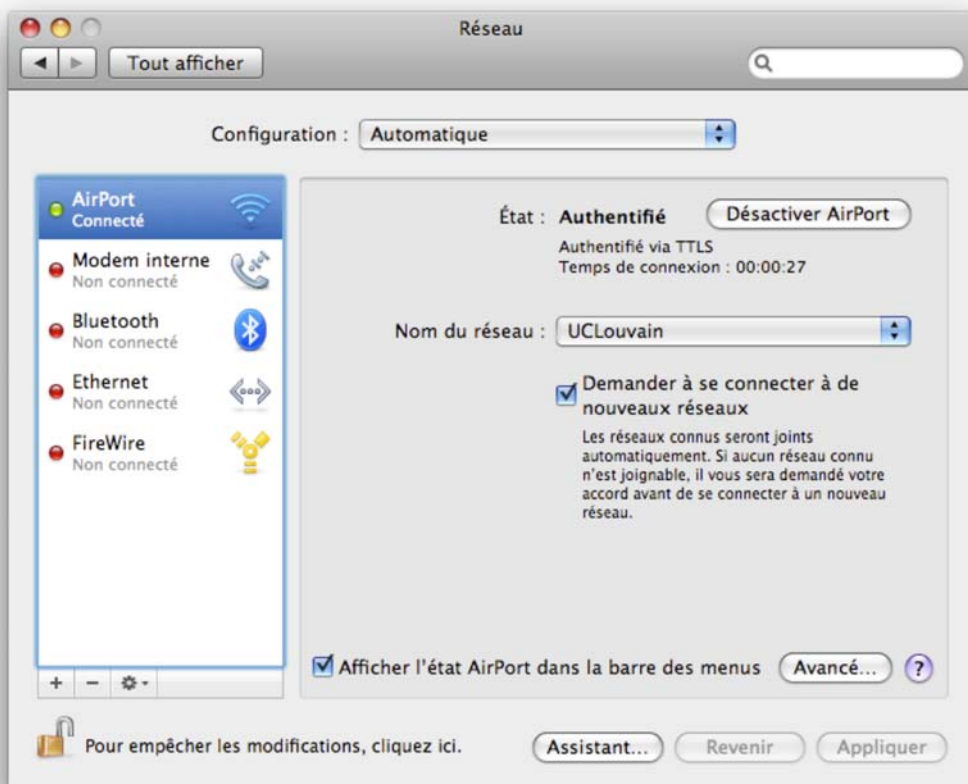 Réseau
Tout afficher
Configuration : Automatique
AirPort
Connecté
Modem interne
Non connecté
Bluetooth
Non connecté
Ethernet
Non connecté
FireWire
Non connecté
État : Authentifié Désactiver AirPort
Authentifié via TTLS
Temps de connexion : 00:00:27
Nom du réseau : UCLouvain
Demander à se connecter à de
nouveaux réseaux
Les réseaux connus seront joints
automatiquement. Si aucun réseau connu
n'est joignable, il vous sera demandé votre
accord avant de se connecter à un nouveau
réseau.
Afficher l'état AirPort dans la barre des menus Avancé... ?
+ −
Pour empêcher les modifications, cliquez ici. Assistant... Revenir Appliquer